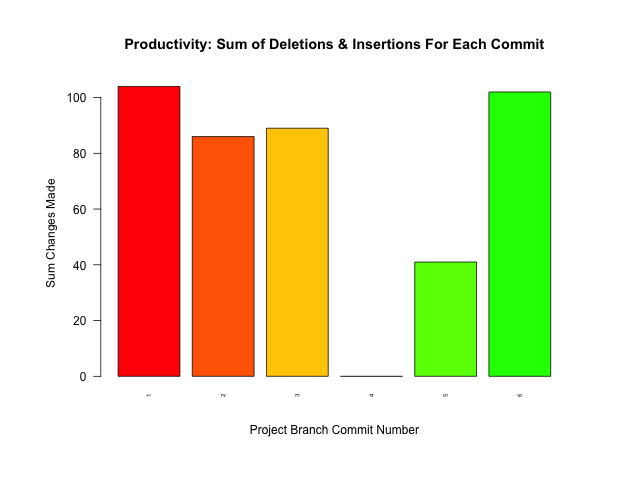 Productivity: Sum of Deletions & Insertions For Each Commit
100
80
60
40
20
0
Sum Changes Made
1 2 3 4 5 6
Project Branch Commit Number